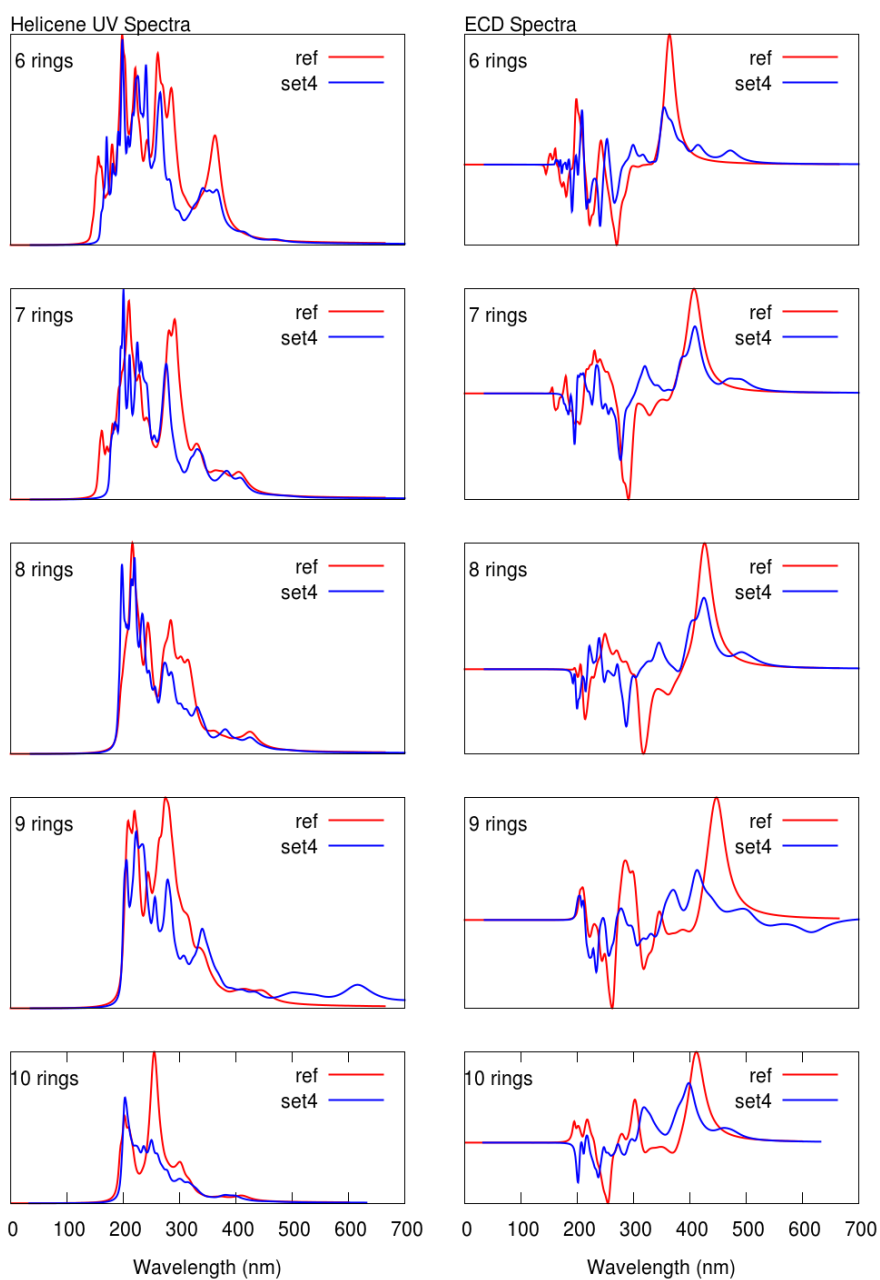 Helicene UV Spectra
ECD Spectra
6 rings
ref
set4
6 rings
ref
set4
7 rings
ref
set4
7 rings
ref
set4
8 rings
ref
set4
8 rings
ref
set4
9 rings
ref
set4
9 rings
ref
set4
10 rings
ref
set4
10 rings
ref
set4
0 100 200 300 400 500 600 700
0 100 200 300 400 500 600 700
Wavelength (nm)
Wavelength (nm)